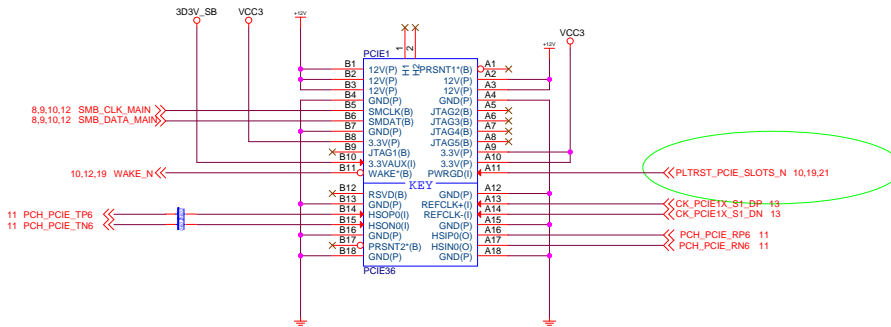 3D3V_SB
VCC3
+12V
+12V
VCC3
PCIE1
1
2
H1
H2
B1 12V(P) PRSNT1*(B) A1
B2 12V(P) 12V(P) A2
B3 12V(P) 12V(P) A3
B4 GND(P) GND(P) A4
8,9,10,12 SMB_CLK_MAIN B5 SMCLK(B) JTAG2(B) A5
8,9,10,12 SMB_DATA_MAIN B6 SMDAT(B) JTAG3(B) A6
B7 GND(P) JTAG4(B) A7
B8 3.3V(P) JTAG5(B) A8
B9 JTAG1(B) 3.3V(P) A9
B10 3.3VAUX(I) 3.3V(P) A10
10,12,19 WAKE_N B11 WAKE*(B) PWRGD(I) A11 PLTRST_PCIE_SLOTS_N 10,19,21
KEY
B12 RSVD(B) GND(P) A12
B13 GND(P) REFCLK+(I) A13 CK_PCIE1X_S1_DP 13
11 PCH_PCIE_TP6 B14 HSOP0(I) REFCLK-(I) A14 CK_PCIE1X_S1_DN 13
11 PCH_PCIE_TN6 B15 HSON0(I) GND(P) A15
B16 GND(P) HSIP0(O) A16 PCH_PCIE_RP6 11
B17 PRSNT2*(B) HSIN0(O) A17 PCH_PCIE_RN6 11
B18 GND(P) GND(P) A18
PCIE36